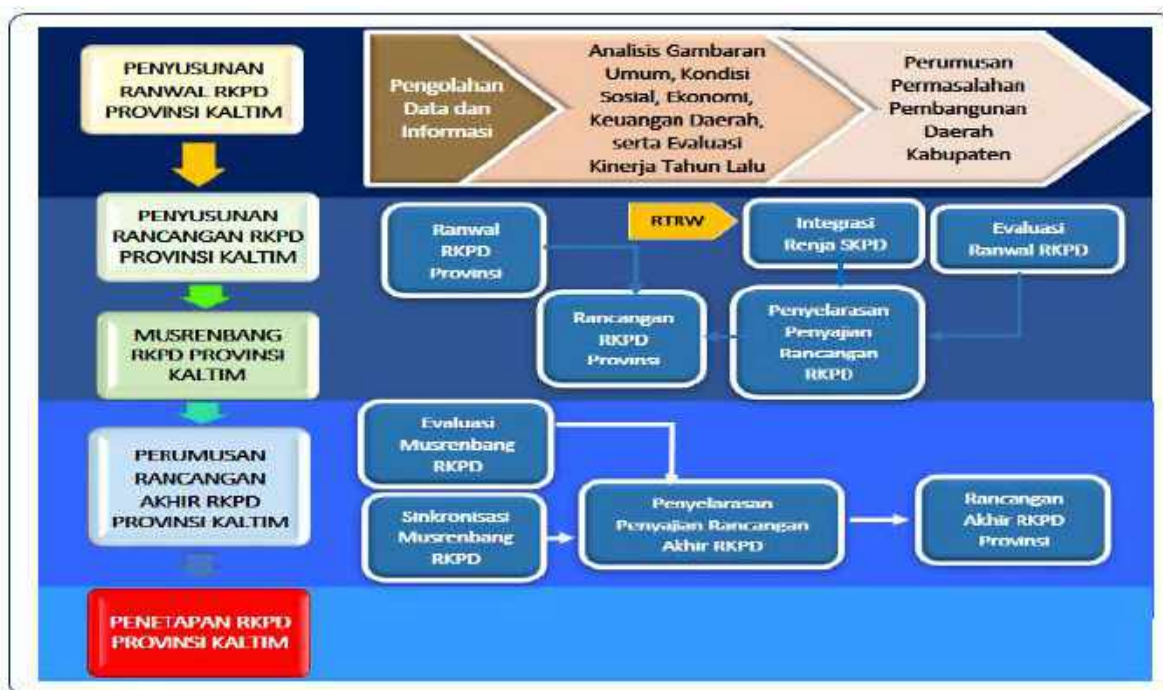 PENYUSUNAN
RANWAL RKPD
PROVINSI KALTIM
Pengolahan
Data dan
Informasi
Analisis Gambaran
Umum, Kondisi
Sosial, Ekonomi,
Keuangan Daerah,
serta Evaluasi
Kinerja Tahun Lalu
Perumusan
Permasalahan
Pembangunan
Daerah
Kabupaten
PENYUSUNAN
RANCANGAN RKPD
PROVINSI KALTIM
Ranwal
RKPD
Provinsi
RTRW
Integrasi
Renja SKPD
Evaluasi
Ranwal RKPD
MUSRENBANG
RKPD PROVINSI
KALTIM
Rancangan
RKPD
Provinsi
Penyelarasan
Penyajian
Rancangan
RKPD
PERUMUSAN
RANCANGAN
AKHIR RKPD
PROVINSI KALTIM
Evaluasi
Musrenbang
RKPD
Sinkronisasi
Musrenbang
RKPD
Penyelarasan
Penyajian Rancangan
Akhir RKPD
Rancangan
Akhir RKPD
Provinsi
PENETAPAN RKPD
PROVINSI KALTIM